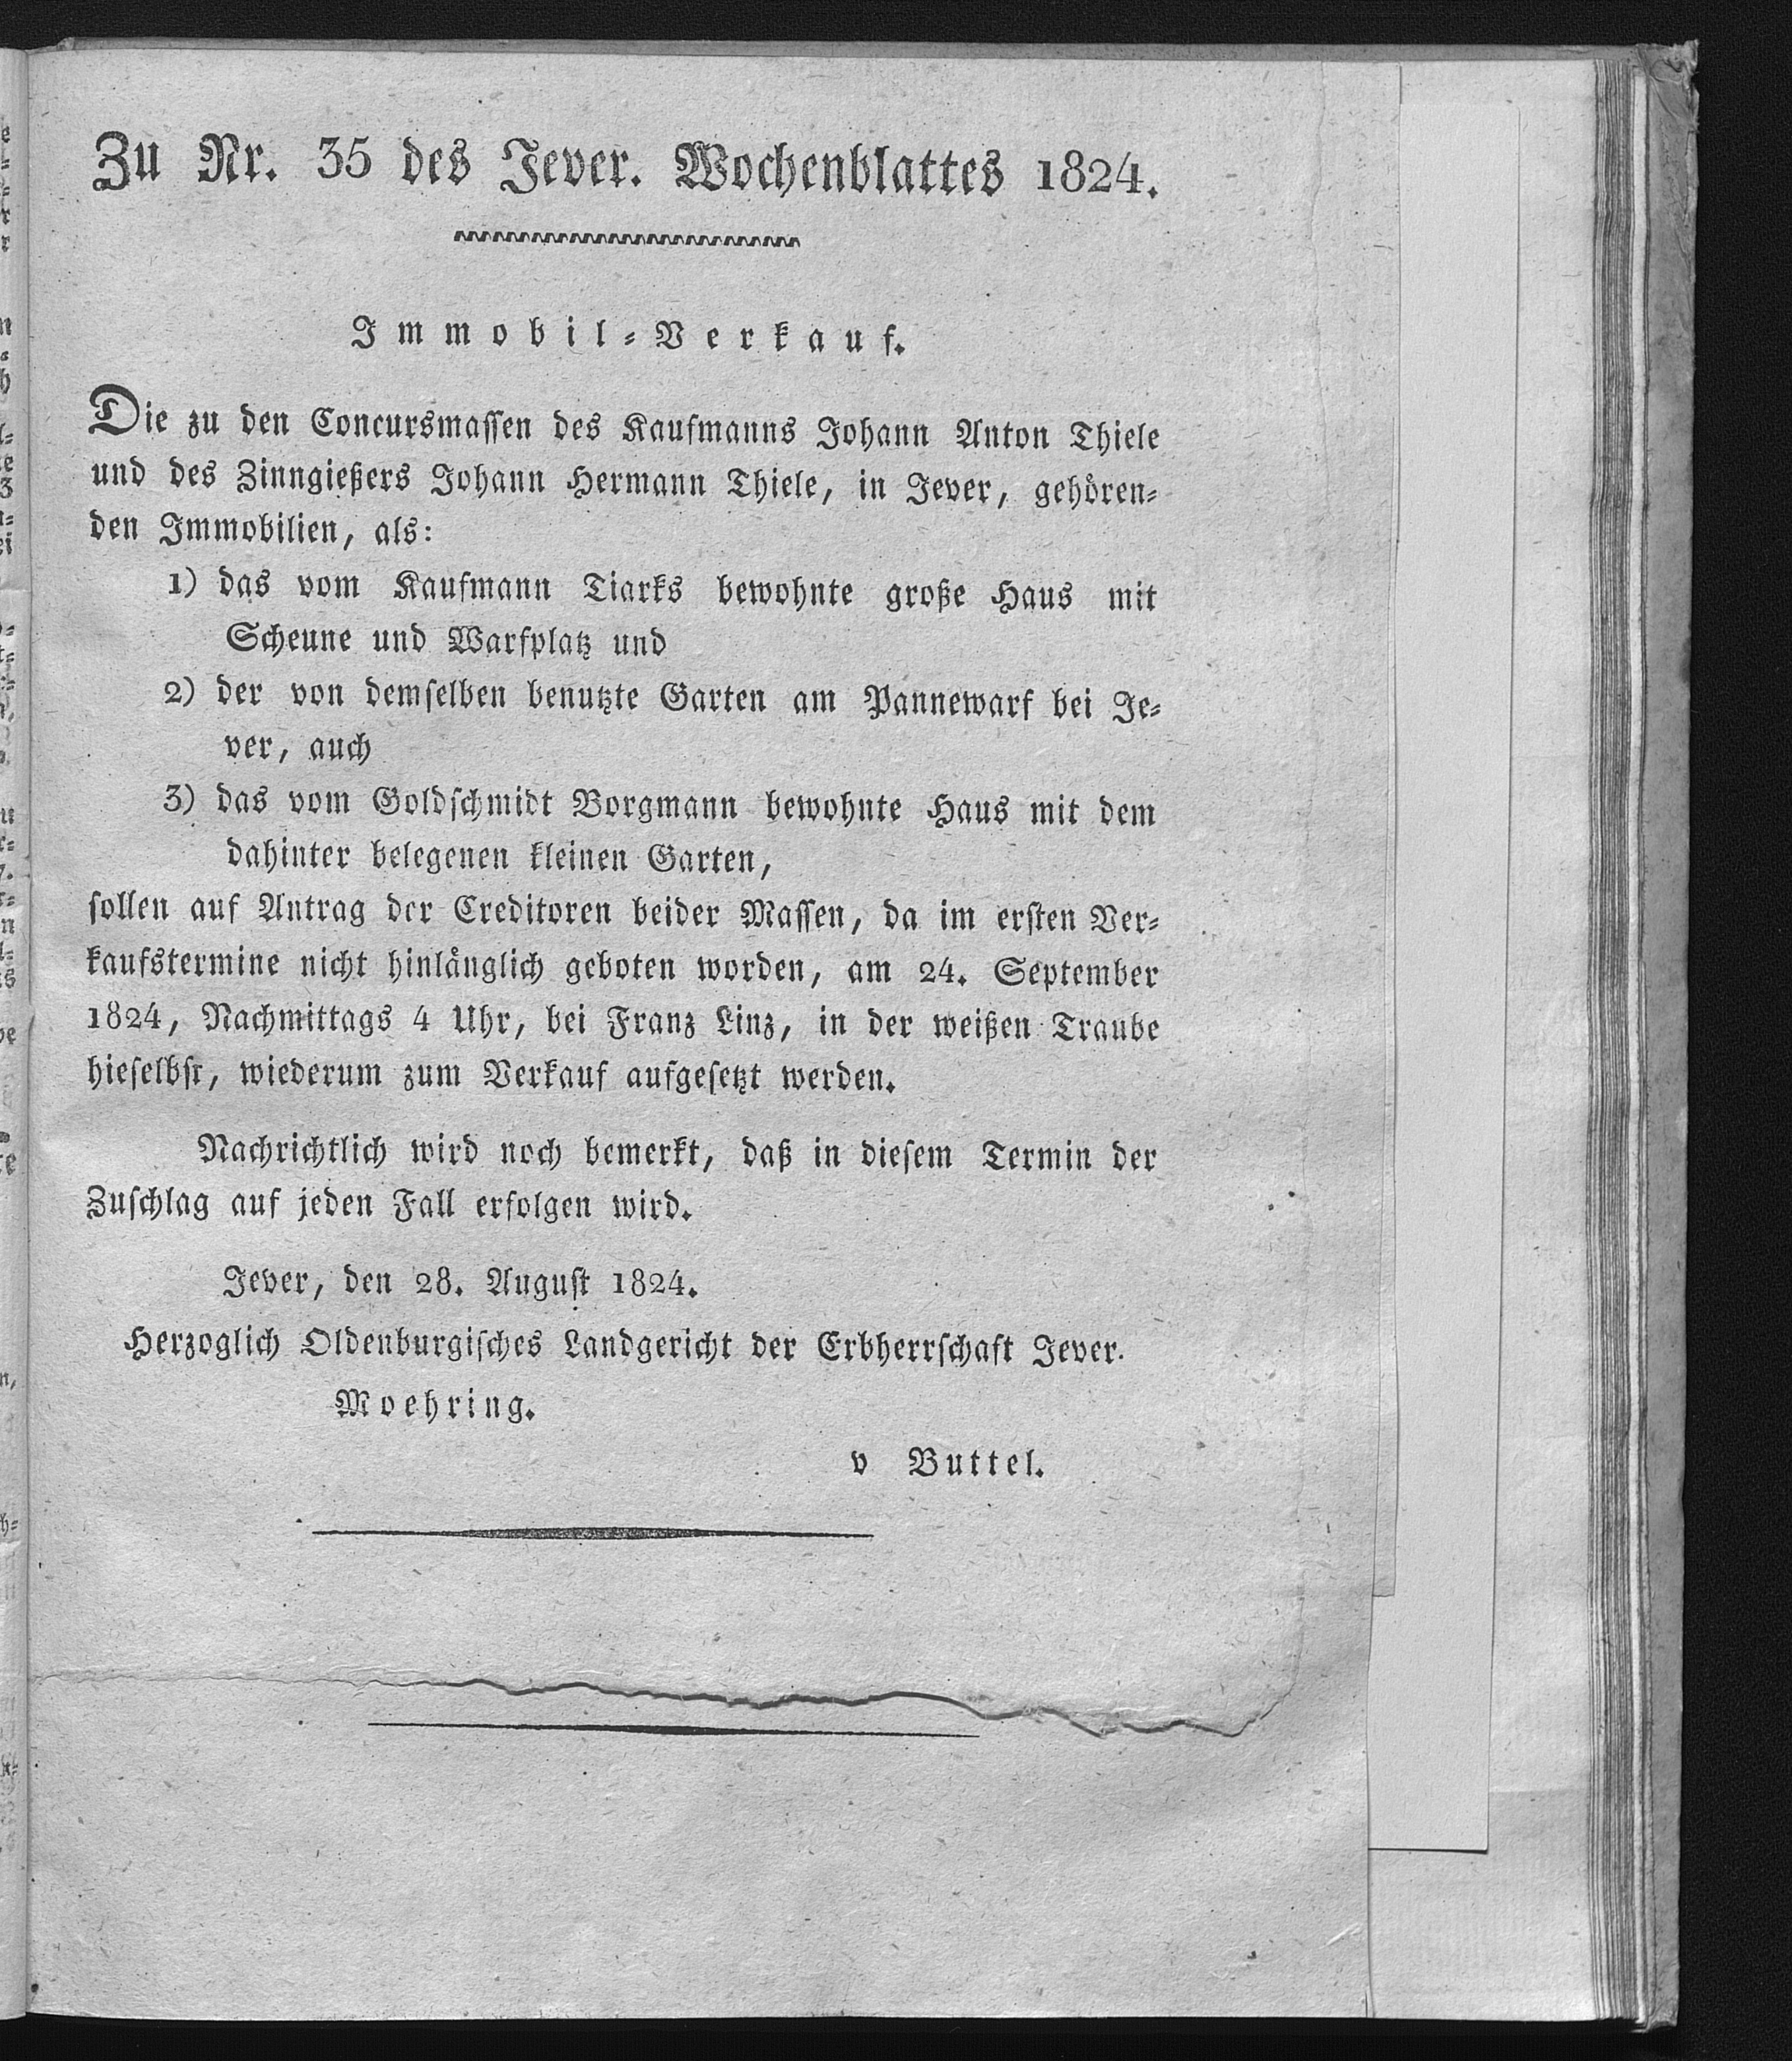 Zu Nr. 35 des Jever. Wochenblattes 1824.
Immobil-Verkauf.
Die zu den Concursmassen des Kaufmanns Johann Anton Thiele
und des Zinngießers Johann Hermann Thiele, in Jever, gehören-
den Immobilien, als:
1) das vom Kaufmann Tiarks bewohnte große Haus mit
Scheune und Warfplatz und
2) der von demselben benutzte Garten am Pannewarf bei Je-
ver, auch
3) das vom Goldschmidt Borgmann bewohnte Haus mit dem
dahinter belegenen kleinen Garten,
sollen auf Antrag der Creditoren beider Massen, da im ersten Ver-
kaufstermine nicht hinlänglich geboten worden, am 24. September
1824, Nachmittags 4 Uhr, bei Franz Linz, in der weißen Traube
hieselbst, wiederum zum Verkauf aufgesetzt werden.
Nachrichtlich wird noch bemerkt, daß in diesem Termin der
Zuschlag auf jeden Fall erfolgen wird.
Jever, den 28. August 1824.
Herzoglich Oldenburgisches Landgericht der Erbherrschaft Jever.
Moehring.
v Buttel.